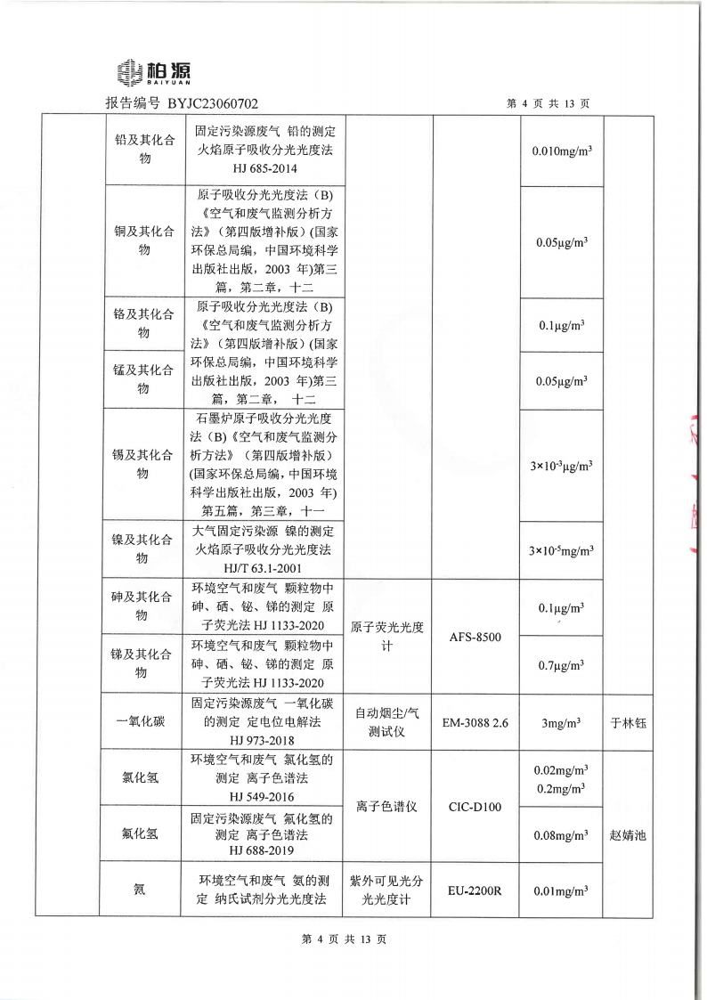 柏源
BAIYUAN
报告编号 BYJC23060702
第 4 页 共 13 页
铅及其化合
物
固定污染源废气 铅的测定
火焰原子吸收分光光度法
HJ 685-2014
0.010mg/m³
铜及其化合
物
原子吸收分光光度法（B）
《空气和废气监测分析方
法》（第四版增补版）(国家
环保总局编，中国环境科学
出版社出版，2003 年)第三
篇，第二章，十二
0.05μg/m³
铬及其化合
物
原子吸收分光光度法（B）
《空气和废气监测分析方
法》（第四版增补版）(国家
环保总局编，中国环境科学
出版社出版，2003 年)第三
篇，第二章， 十二
0.1μg/m³
锰及其化合
物
0.05μg/m³
锡及其化合
物
石墨炉原子吸收分光光度
法（B）《空气和废气监测分
析方法》（第四版增补版）
(国家环保总局编，中国环境
科学出版社出版，2003 年)
第五篇，第三章，十一
3×10⁻³μg/m³
镍及其化合
物
大气固定污染源 镍的测定
火焰原子吸收分光光度法
HJ/T 63.1-2001
3×10⁻⁵mg/m³
砷及其化合
物
环境空气和废气 颗粒物中
砷、硒、铋、锑的测定 原
子荧光法 HJ 1133-2020
原子荧光光度
计
AFS-8500
0.1μg/m³
锑及其化合
物
环境空气和废气 颗粒物中
砷、硒、铋、锑的测定 原
子荧光法 HJ 1133-2020
0.7μg/m³
一氧化碳
固定污染源废气 一氧化碳
的测定 定电位电解法
HJ 973-2018
自动烟尘/气
测试仪
EM-3088 2.6
3mg/m³
于林钰
氯化氢
环境空气和废气 氯化氢的
测定 离子色谱法
HJ 549-2016
离子色谱仪
CIC-D100
0.02mg/m³
0.2mg/m³
赵婧池
氟化氢
固定污染源废气 氟化氢的
测定 离子色谱法
HJ 688-2019
0.08mg/m³
氨
环境空气和废气 氨的测
定 纳氏试剂分光光度法
紫外可见光分
光光度计
EU-2200R
0.01mg/m³
第 4 页 共 13 页